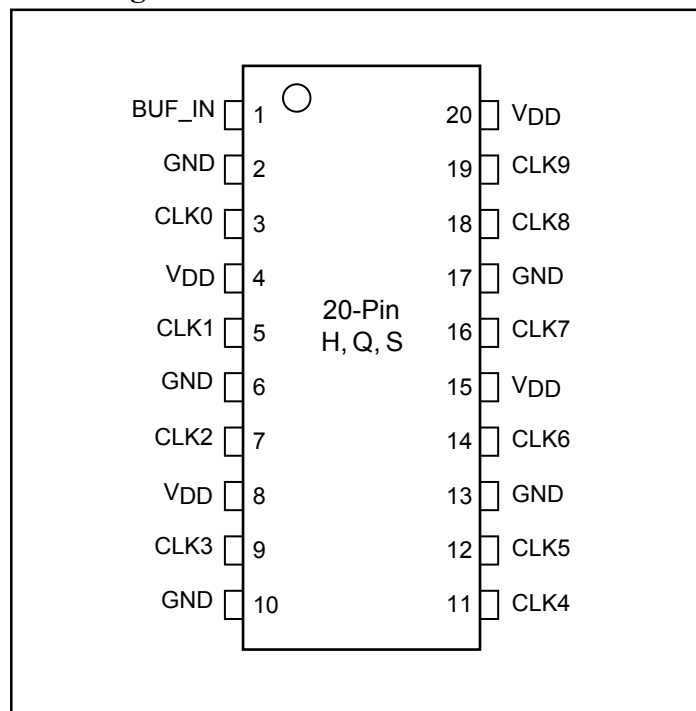 BUF_IN 1 20 VDD
GND 2 19 CLK9
CLK0 3 18 CLK8
VDD 4 17 GND
20-Pin
H, Q, S
CLK1 5 16 CLK7
GND 6 15 VDD
CLK2 7 14 CLK6
VDD 8 13 GND
CLK3 9 12 CLK5
GND 10 11 CLK4